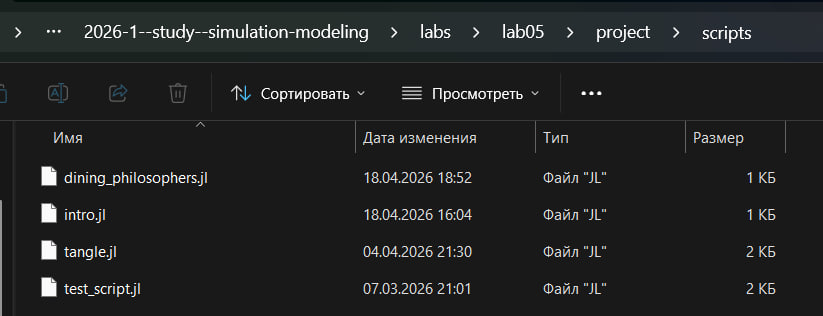 2026-1--study--simulation-modeling > labs > lab05 > project > scripts
Сортировать Просмотреть
Имя Дата изменения Тип Размер
dining_philosophers.jl 18.04.2026 18:52 Файл "JL" 1 КБ
intro.jl 18.04.2026 16:04 Файл "JL" 1 КБ
tangle.jl 04.04.2026 21:30 Файл "JL" 2 КБ
test_script.jl 07.03.2026 21:01 Файл "JL" 2 КБ